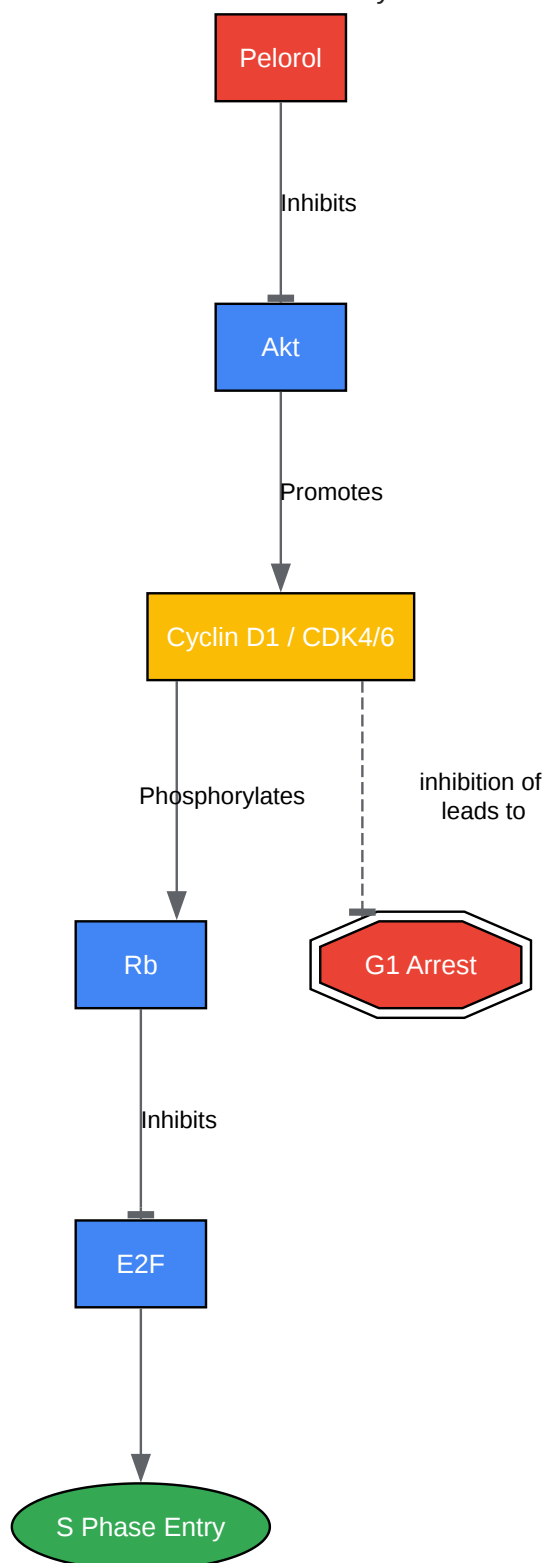 Pelorol
Inhibits
Akt
Promotes
Cyclin D1 / CDK4/6
Phosphorylates
inhibition of
leads to
Rb
G1 Arrest
Inhibits
E2F
S Phase Entry